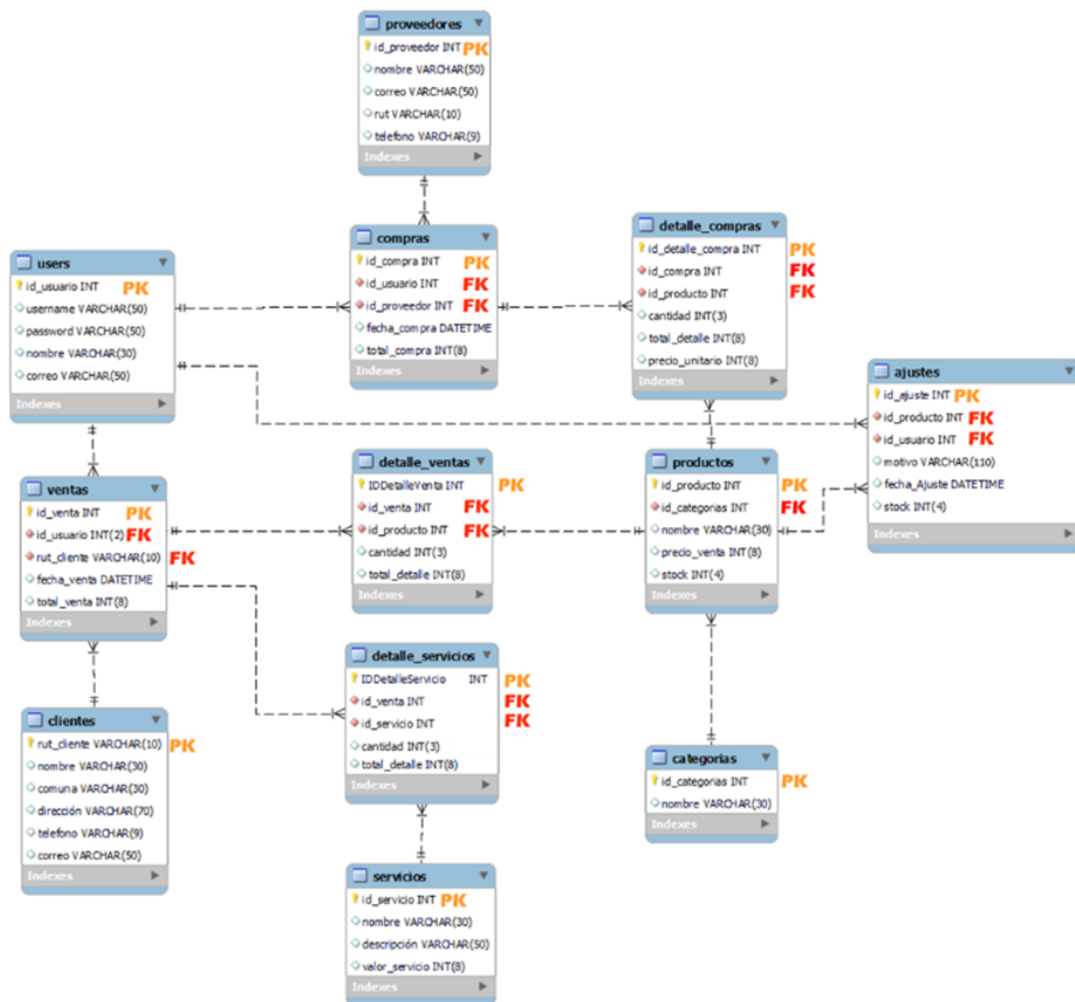 proveedores
id_proveedor INT PK
nombre VARCHAR(50)
correo VARCHAR(50)
rut VARCHAR(10)
telefono VARCHAR(9)
Indexes
compras
id_compra INT PK
id_usuario INT FK
id_proveedor INT FK
fecha_compra DATETIME
total_compra INT(8)
Indexes
detalle_compras
id_detalle_compra INT PK
id_compra INT FK
id_producto INT FK
cantidad INT(3)
total_detalle INT(8)
precio_unitario INT(8)
Indexes
users
id_usuario INT PK
username VARCHAR(50)
password VARCHAR(50)
nombre VARCHAR(30)
correo VARCHAR(50)
Indexes
ajustes
id_ajuste INT PK
id_producto INT FK
id_usuario INT FK
motivo VARCHAR(110)
fecha_Ajuste DATETIME
stock INT(4)
Indexes
ventas
id_venta INT PK
id_usuario INT(2) FK
rut_cliente VARCHAR(10) FK
fecha_venta DATETIME
total_venta INT(8)
Indexes
detalle_ventas
IDDetalleVenta INT PK
id_venta INT FK
id_producto INT FK
cantidad INT(3)
total_detalle INT(8)
Indexes
productos
id_producto INT PK
id_categorias INT FK
nombre VARCHAR(30)
precio_venta INT(8)
stock INT(4)
Indexes
detalle_servicios
IDDetalleServicio INT PK
id_venta INT FK
id_servicio INT FK
cantidad INT(3)
total_detalle INT(8)
Indexes
clientes
rut_cliente VARCHAR(10) PK
nombre VARCHAR(30)
comuna VARCHAR(30)
dirección VARCHAR(70)
telefono VARCHAR(9)
correo VARCHAR(50)
Indexes
categorias
id_categorias INT PK
nombre VARCHAR(30)
Indexes
servicios
id_servicio INT PK
nombre VARCHAR(30)
descripción VARCHAR(50)
valor_servicio INT(8)
Indexes